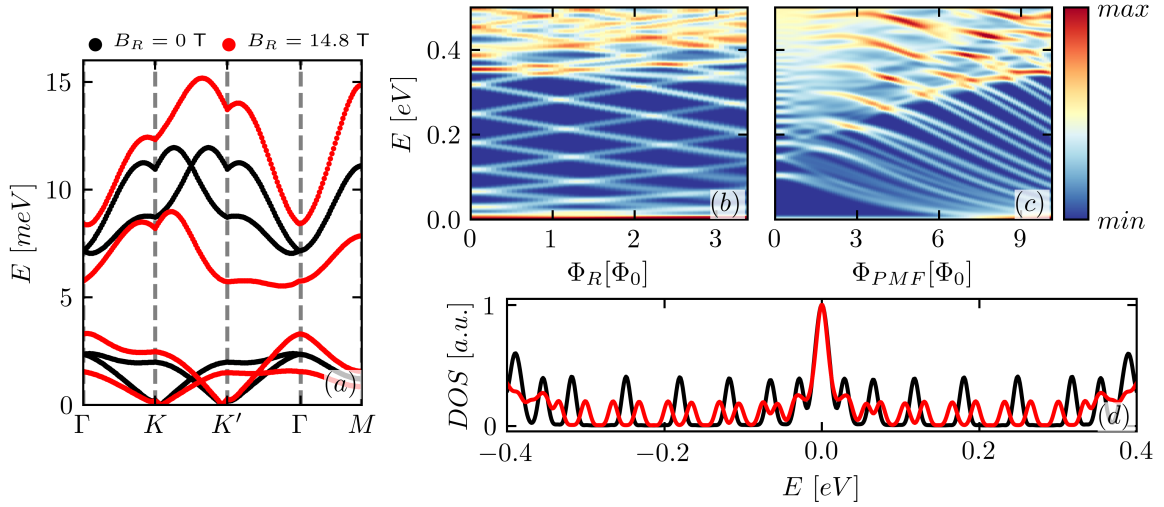 B_R = 0 T
B_R = 14.8 T
E [meV]
15
10
5
0
Γ K K′ Γ M
(a)
E [eV]
0.4
0.2
0.0
0 1 2 3
Φ_R[Φ_0]
(b)
0 3 6 9
Φ_PMF[Φ_0]
(c)
max
min
DOS [a.u.]
1
0
−0.4 −0.2 0.0 0.2 0.4
E [eV]
(d)